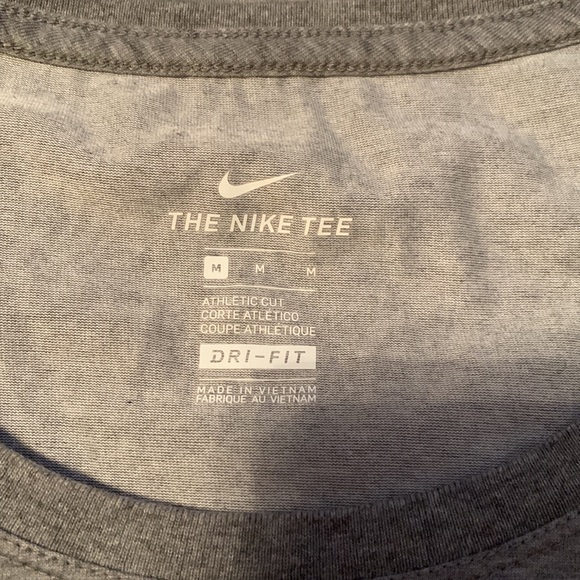 THE NIKE TEE
M M M
ATHLETIC CUT
CORTE ATLÉTICO
COUPE ATHLÉTIQUE
DRI-FIT
MADE IN VIETNAM
FABRIQUÉ AU VIETNAM